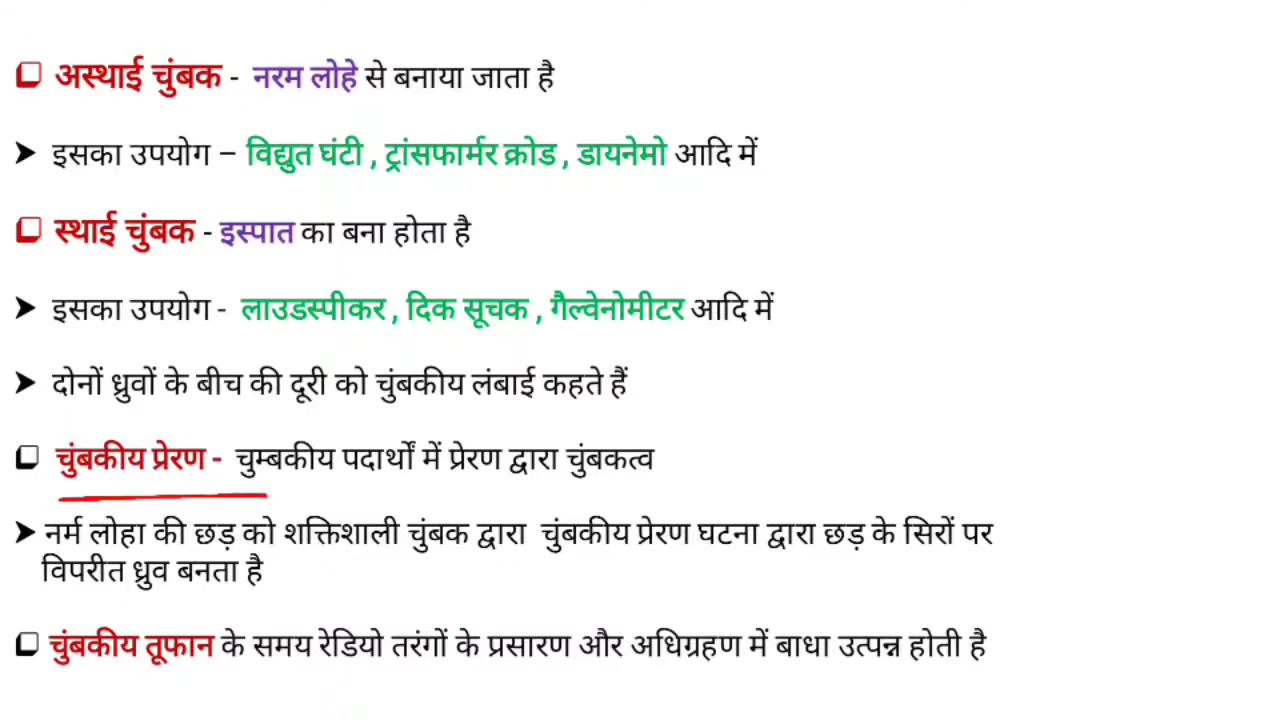 अस्थाई चुंबक - नरम लोहे से बनाया जाता है
इसका उपयोग – विद्युत घंटी , ट्रांसफार्मर क्रोड , डायनेमो आदि में
स्थाई चुंबक - इस्पात का बना होता है
इसका उपयोग - लाउडस्पीकर , दिक सूचक , गैल्वेनोमीटर आदि में
दोनों ध्रुवों के बीच की दूरी को चुंबकीय लंबाई कहते हैं
चुंबकीय प्रेरण - चुम्बकीय पदार्थों में प्रेरण द्वारा चुंबकत्व
नर्म लोहा की छड़ को शक्तिशाली चुंबक द्वारा चुंबकीय प्रेरण घटना द्वारा छड़ के सिरों पर
विपरीत ध्रुव बनता है
चुंबकीय तूफान के समय रेडियो तरंगों के प्रसारण और अधिग्रहण में बाधा उत्पन्न होती है